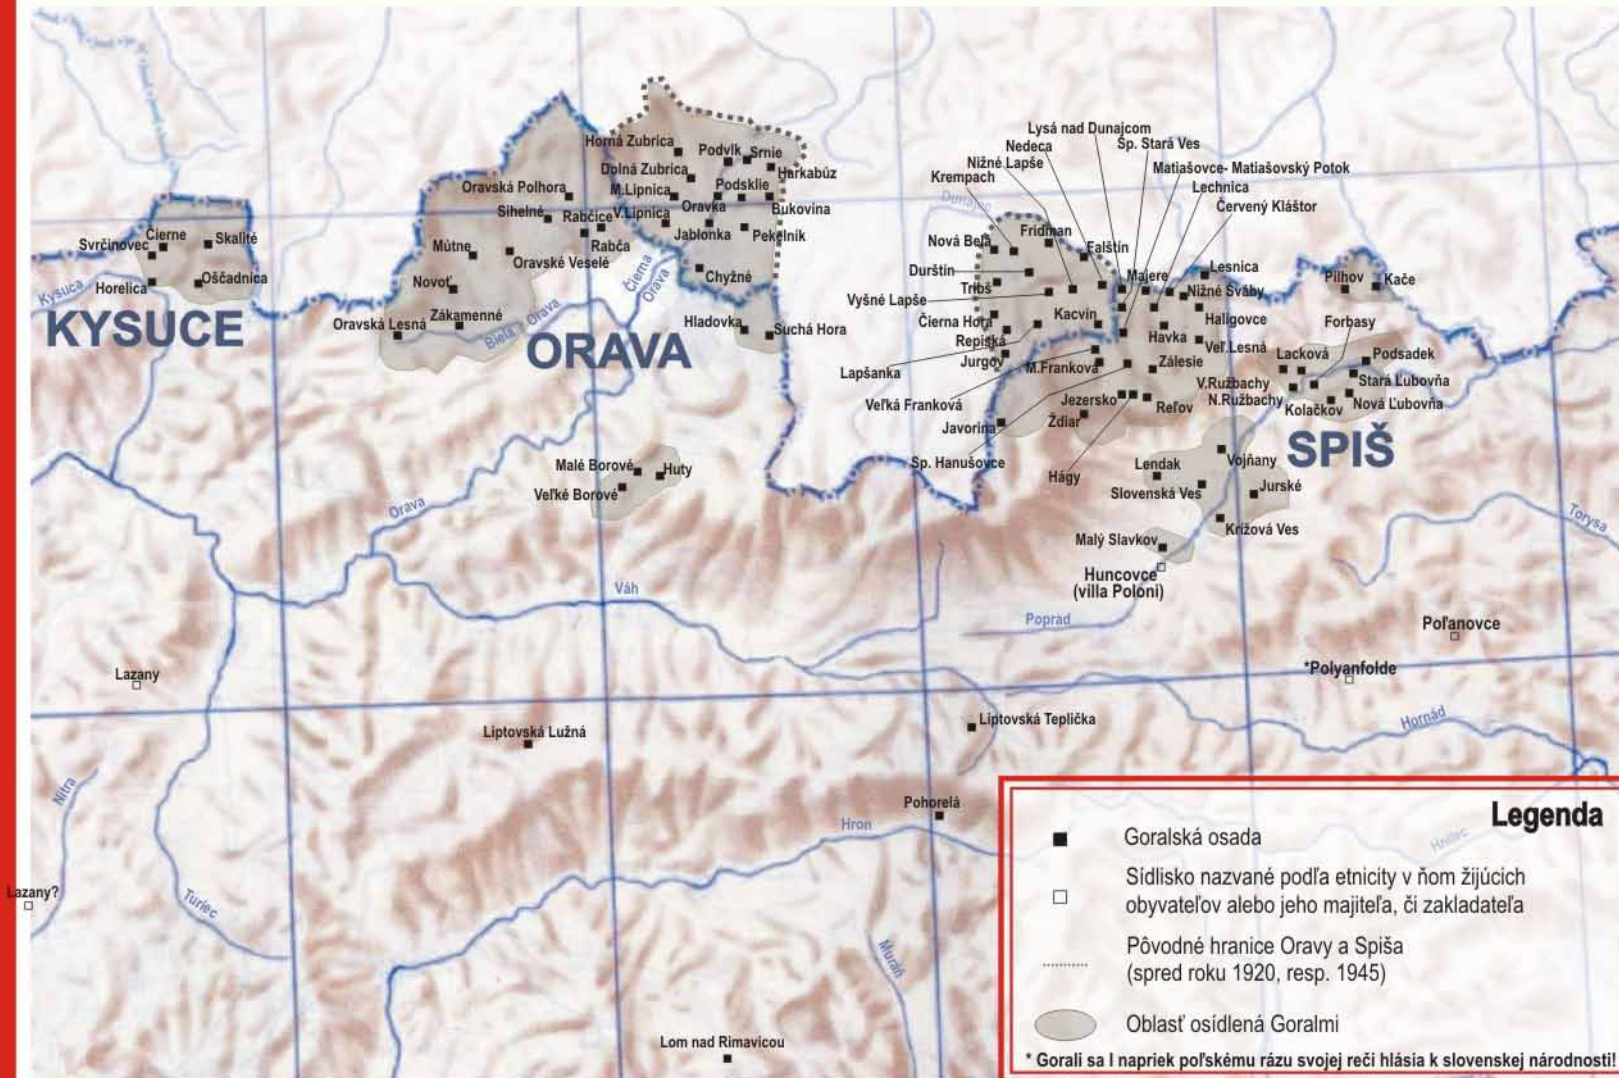 Horná Zubrica
Podvlk
Srnie
Dolná Zubrica
Harkabúz
Oravská Polhora
M.Lipnica
Podsklie
Sihelné
Rabčice
V.Lipnica
Oravka
Bukovina
Čierne
Skalité
Svrčinovec
Mútne
Rabča
Jablonka
Pekelník
Oravské Veselé
Oščadnica
Horelica
Kysuca
Novoť
Čierna
Orava
Chyžné
KYSUCE
Oravská Lesná
Zákamenné
Biela Orava
ORAVA
Hladovka
Suchá Hora
Lysá nad Dunajcom
Nedeca
Šp. Stará Ves
Nižné Lapše
Matiašovce- Matiašovský Potok
Krempach
Lechnica
Červený Kláštor
Dunajec
Nová Belá
Fridman
Falštín
Durštín
Majere
Lesnica
Tribš
Nižné Šváby
Pilhov
Kače
Vyšné Lapše
Čierna Hora
Kacvín
Haligovce
Forbasy
Repiská
Havka
Veľ.Lesná
Jurgov
Lacková
Podsadek
Lapšanka
M.Franková
Zálesie
V.Ružbachy
Stará Ľubovňa
N.Ružbachy
Veľká Franková
Jezersko
Reľov
Kolačkov
Nová Ľubovňa
Javorina
Ždiar
SPIŠ
Sp. Hanušovce
Hágy
Lendak
Vojňany
Slovenská Ves
Jurské
Krížová Ves
Torysa
Malé Borové
Huty
Veľké Borové
Orava
Malý Slavkov
Huncovce
(villa Poloni)
Váh
Poprad
Poľanovce
*Polyanfolde
Lazany
Hornád
Liptovská Lužná
Liptovská Teplička
Nitra
Pohorelá
Hron
Lazany?
Turiec
Muráň
Lom nad Rimavicou
Legenda
Hnilec
Goralská osada
Sídlisko nazvané podľa etnicity v ňom žijúcich
obyvateľov alebo jeho majiteľa, či zakladateľa
Pôvodné hranice Oravy a Spiša
(spred roku 1920, resp. 1945)
Oblasť osídlená Goralmi
* Gorali sa I napriek poľskému rázu svojej reči hlásia k slovenskej národnosti!